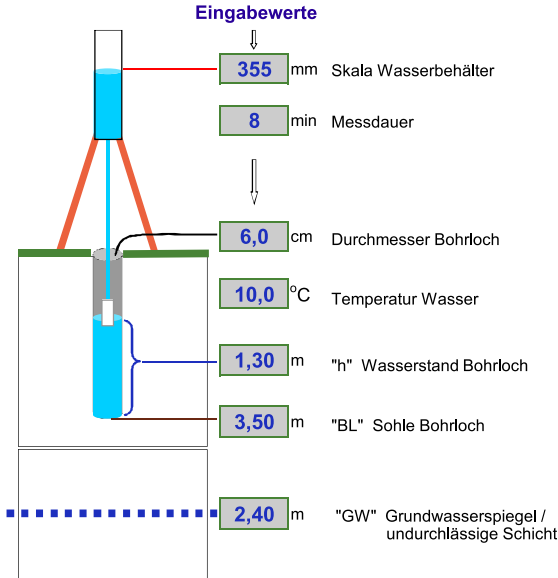 Eingabewerte
355 mm Skala Wasserbehälter
8 min Messdauer
6,0 cm Durchmesser Bohrloch
10,0 °C Temperatur Wasser
1,30 m "h" Wasserstand Bohrloch
3,50 m "BL" Sohle Bohrloch
2,40 m "GW" Grundwasserspiegel /
undurchlässige Schicht